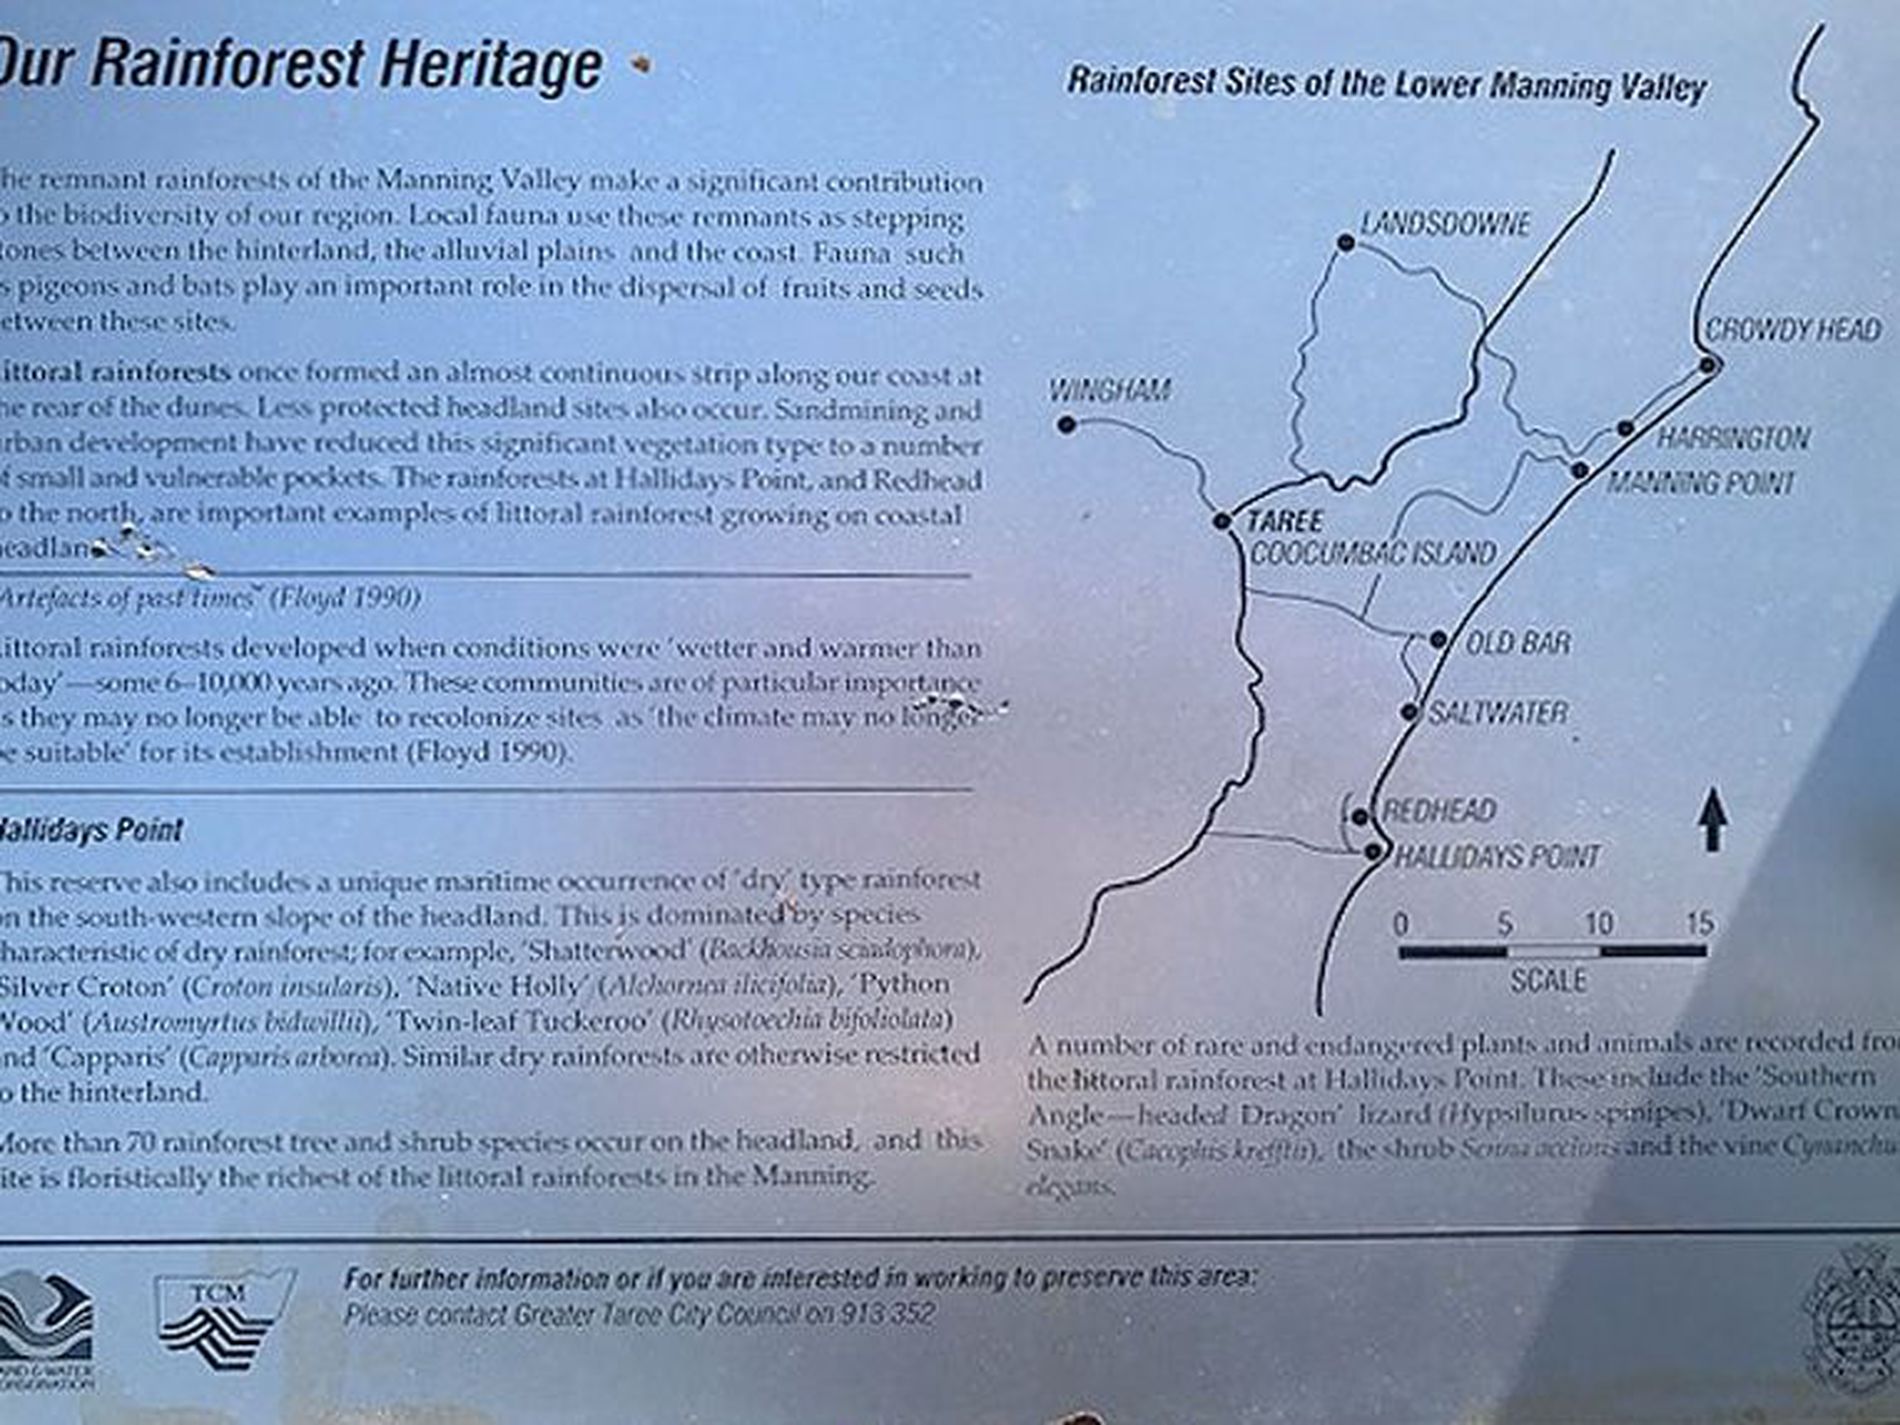 Our Rainforest Heritage
he remnant rainforests of the Manning Valley make a significant contribution
o the biodiversity of our region. Local fauna use these remnants as stepping
tones between the hinterland, the alluvial plains and the coast. Fauna such
s pigeons and bats play an important role in the dispersal of fruits and seeds
etween these sites.
ittoral rainforests once formed an almost continuous strip along our coast at
he rear of the dunes. Less protected headland sites also occur. Sandmining and
rban development have reduced this significant vegetation type to a number
f small and vulnerable pockets. The rainforests at Hallidays Point, and Redhead
o the north, are important examples of littoral rainforest growing on coastal
eadlan
Artefacts of past times" (Floyd 1990)
ittoral rainforests developed when conditions were 'wetter and warmer than
oday'—some 6–10,000 years ago. These communities are of particular importance
s they may no longer be able to recolonize sites as 'the climate may no longer
e suitable' for its establishment (Floyd 1990).
Hallidays Point
This reserve also includes a unique maritime occurrence of 'dry' type rainforest
n the south-western slope of the headland. This is dominated by species
haracteristic of dry rainforest; for example, 'Shatterwood' (Backhousia sciadophora),
Silver Croton' (Croton insularis), 'Native Holly' (Alchornea ilicifolia), 'Python
Wood' (Austromyrtus bidwillii), 'Twin-leaf Tuckeroo' (Rhysotoechia bifoliolata)
nd 'Capparis' (Capparis arborea). Similar dry rainforests are otherwise restricted
o the hinterland.
More than 70 rainforest tree and shrub species occur on the headland, and this
ite is floristically the richest of the littoral rainforests in the Manning.
Rainforest Sites of the Lower Manning Valley
LANDSDOWNE
CROWDY HEAD
WINGHAM
HARRINGTON
MANNING POINT
TAREE
COOCUMBAC ISLAND
OLD BAR
SALTWATER
REDHEAD
HALLIDAYS POINT
0 5 10 15
SCALE
A number of rare and endangered plants and animals are recorded fro
the littoral rainforest at Hallidays Point. These include the 'Southern
Angle—headed Dragon' lizard (Hypsilurus spinipes), 'Dwarf Crown
Snake' (Cacophis krefftii), the shrub Senna and the vine Cynanchu
elegans.
TCM
For further information or if you are interested in working to preserve this area:
Please contact Greater Taree City Council on 913 352
AND & WATER
ONSERVATION